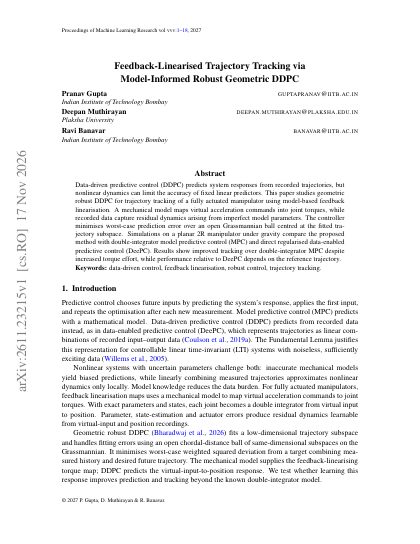 Proceedings of Machine Learning Research vol vvv:1–18, 2027
Feedback-Linearised Trajectory Tracking via
Model-Informed Robust Geometric DDPC
Pranav Gupta GUPTAPRANAV@IITB.AC.IN
Indian Institute of Technology Bombay
Deepan Muthirayan DEEPAN.MUTHIRAYAN@PLAKSHA.EDU.IN
Plaksha University
Ravi Banavar BANAVAR@IITB.AC.IN
Indian Institute of Technology Bombay
arXiv:2611.23215v1 [cs.RO] 17 Nov 2026
Abstract
Data-driven predictive control (DDPC) predicts system responses from recorded trajectories, but
nonlinear dynamics can limit the accuracy of fixed linear predictors. This paper studies geometric
robust DDPC for trajectory tracking of a fully actuated manipulator using model-based feedback
linearisation. A mechanical model maps virtual acceleration commands into joint torques, while
recorded data capture residual dynamics arising from imperfect model parameters. The controller
minimises worst-case prediction error over an open Grassmannian ball centred at the fitted tra-
jectory subspace. Simulations on a planar 2R manipulator under gravity compare the proposed
method with double-integrator model predictive control (MPC) and direct regularised data-enabled
predictive control (DeePC). Results show improved tracking over double-integrator MPC despite
increased torque effort, while performance relative to DeePC depends on the reference trajectory.
Keywords: data-driven control, feedback linearisation, robust control, trajectory tracking.
1. Introduction
Predictive control chooses future inputs by predicting the system's response, applies the first input,
and repeats the optimisation after each new measurement. Model predictive control (MPC) predicts
with a mathematical model. Data-driven predictive control (DDPC) predicts from recorded data
instead, as in data-enabled predictive control (DeePC), which represents trajectories as linear com-
binations of recorded input–output data (Coulson et al., 2019a). The Fundamental Lemma justifies
this representation for controllable linear time-invariant (LTI) systems with noiseless, sufficiently
exciting data (Willems et al., 2005).
Nonlinear systems with uncertain parameters challenge both: inaccurate mechanical models
yield biased predictions, while linearly combining measured trajectories approximates nonlinear
dynamics only locally. Model knowledge reduces the data burden. For fully actuated manipulators,
feedback linearisation uses a mechanical model to map virtual acceleration commands to joint
torques. With exact parameters and states, each joint becomes a double integrator from virtual input
to position. Parameter, state-estimation and actuator errors produce residual dynamics learnable
from virtual-input and position recordings.
Geometric robust DDPC (Bharadwaj et al., 2026) fits a low-dimensional trajectory subspace
and handles fitting errors using an open chordal-distance ball of same-dimensional subspaces on the
Grassmannian. It minimises worst-case weighted squared deviation from a target combining mea-
sured history and desired future trajectory. The mechanical model supplies the feedback-linearising
torque map; DDPC predicts the virtual-input-to-position response. We test whether learning this
response improves prediction and tracking beyond the known double-integrator model.
© 2027 P. Gupta, D. Muthirayan & R. Banavar.